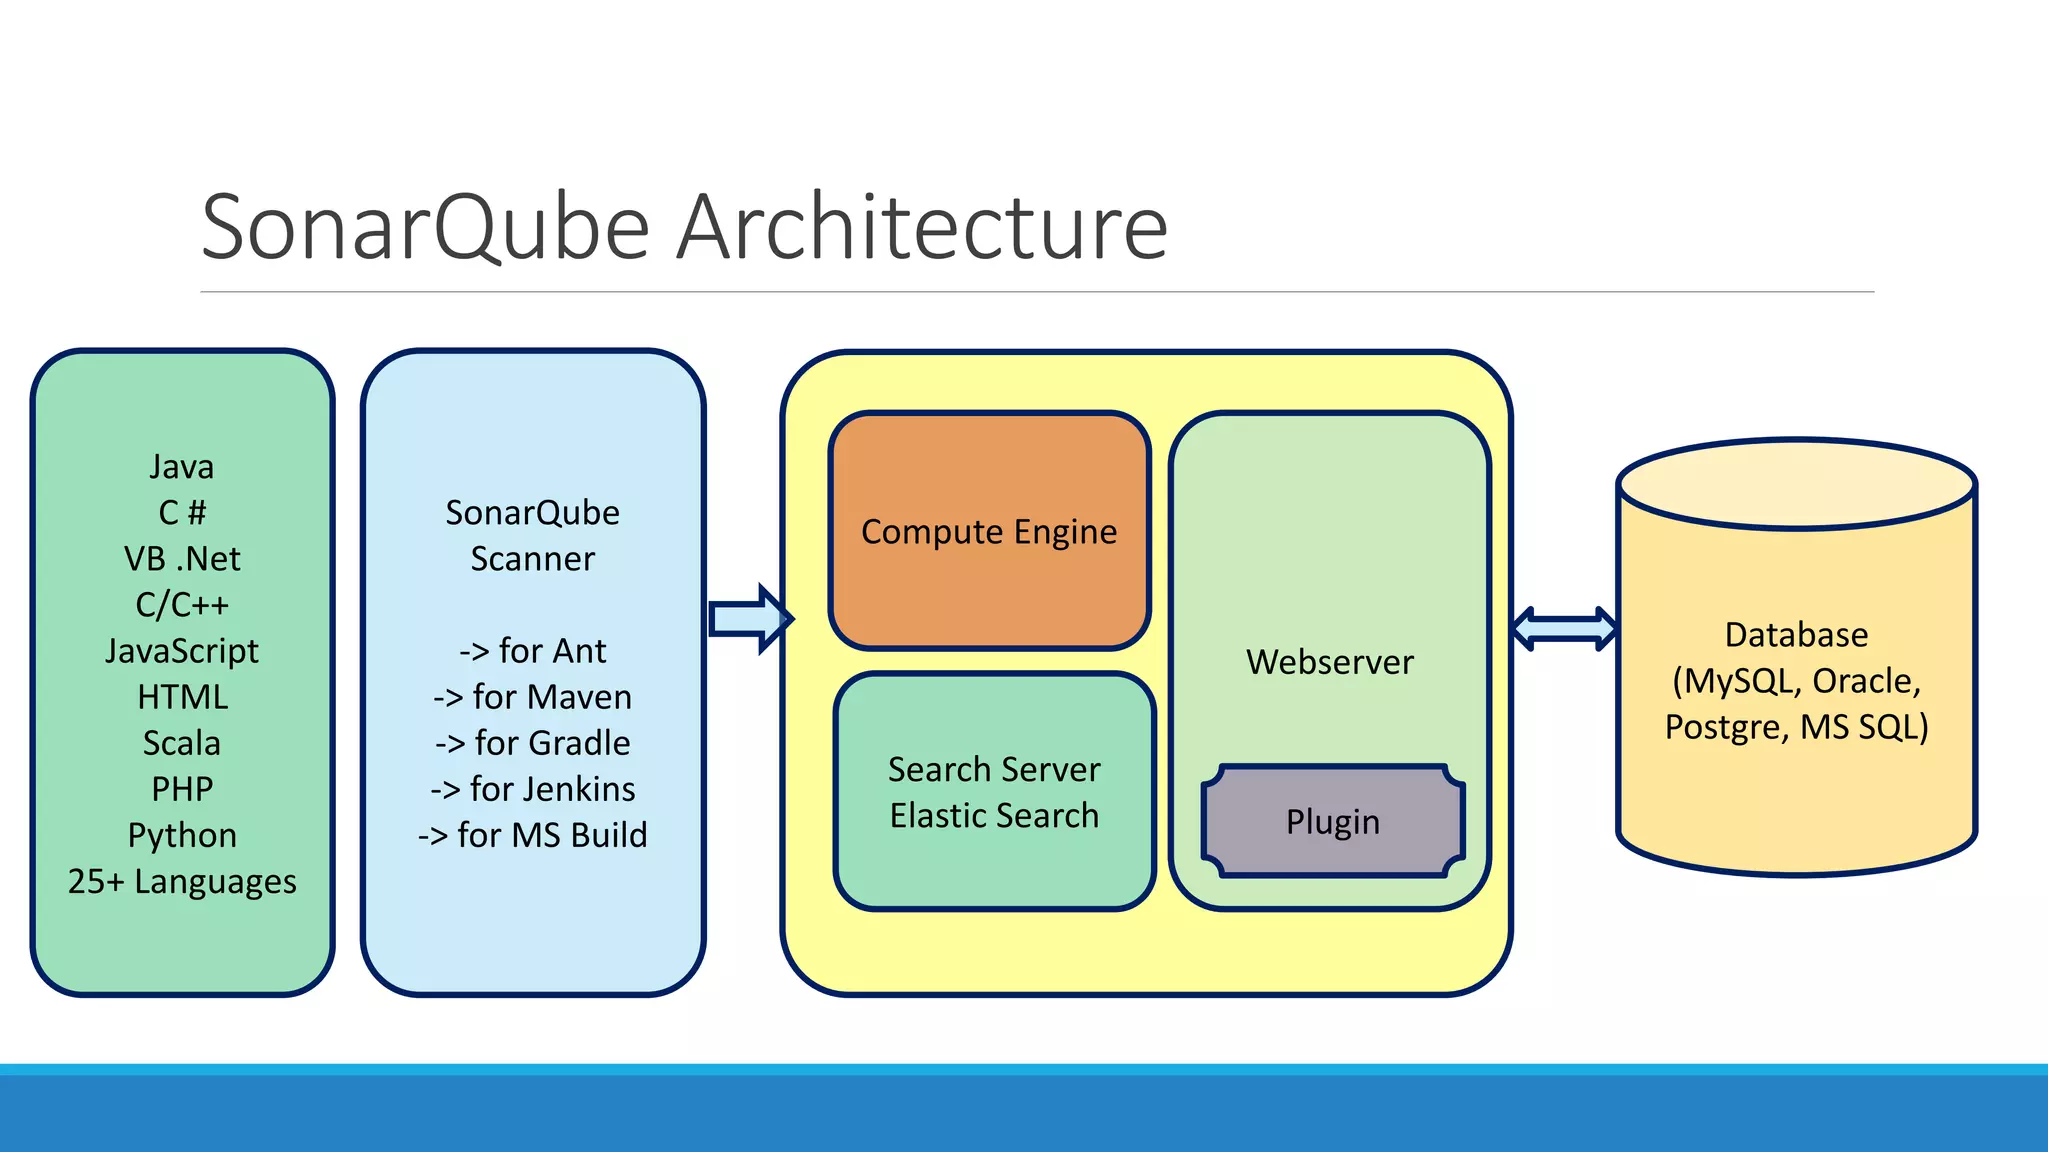 SonarQube Architecture
Java
C #
VB .Net
C/C++
JavaScript
HTML
Scala
PHP
Python
25+ Languages
SonarQube
Scanner
-> for Ant
-> for Maven
-> for Gradle
-> for Jenkins
-> for MS Build
Compute Engine
Search Server
Elastic Search
Webserver
Plugin
Database
(MySQL, Oracle,
Postgre, MS SQL)